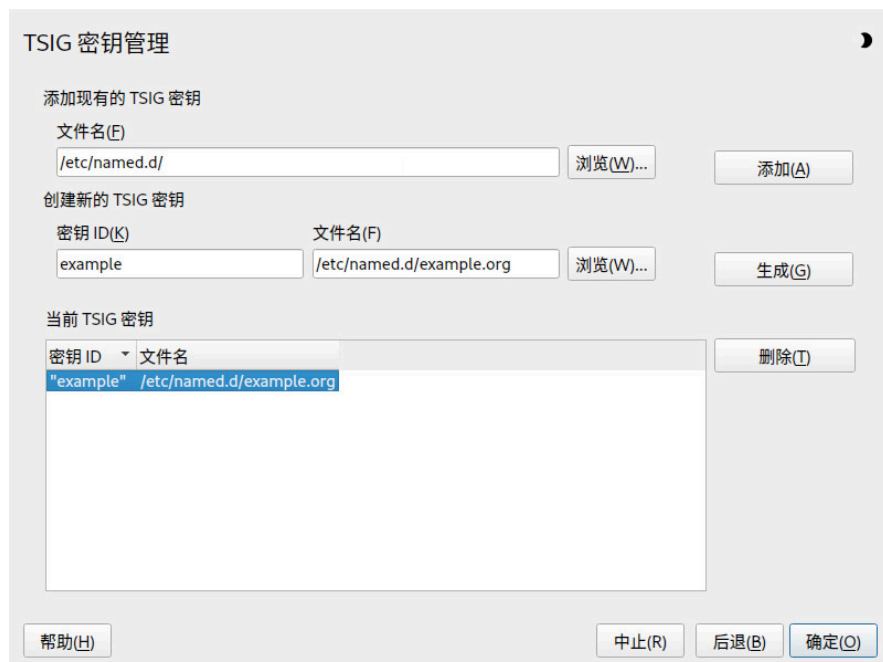 TSIG 密钥管理
添加现有的 TSIG 密钥
文件名(F)
/etc/named.d/ 浏览(W)... 添加(A)
创建新的 TSIG 密钥
密钥 ID(K) 文件名(F)
example /etc/named.d/example.org 浏览(W)... 生成(G)
当前 TSIG 密钥
密钥 ID 文件名 删除(T)
"example" /etc/named.d/example.org
帮助(H) 中止(R) 后退(B) 确定(O)